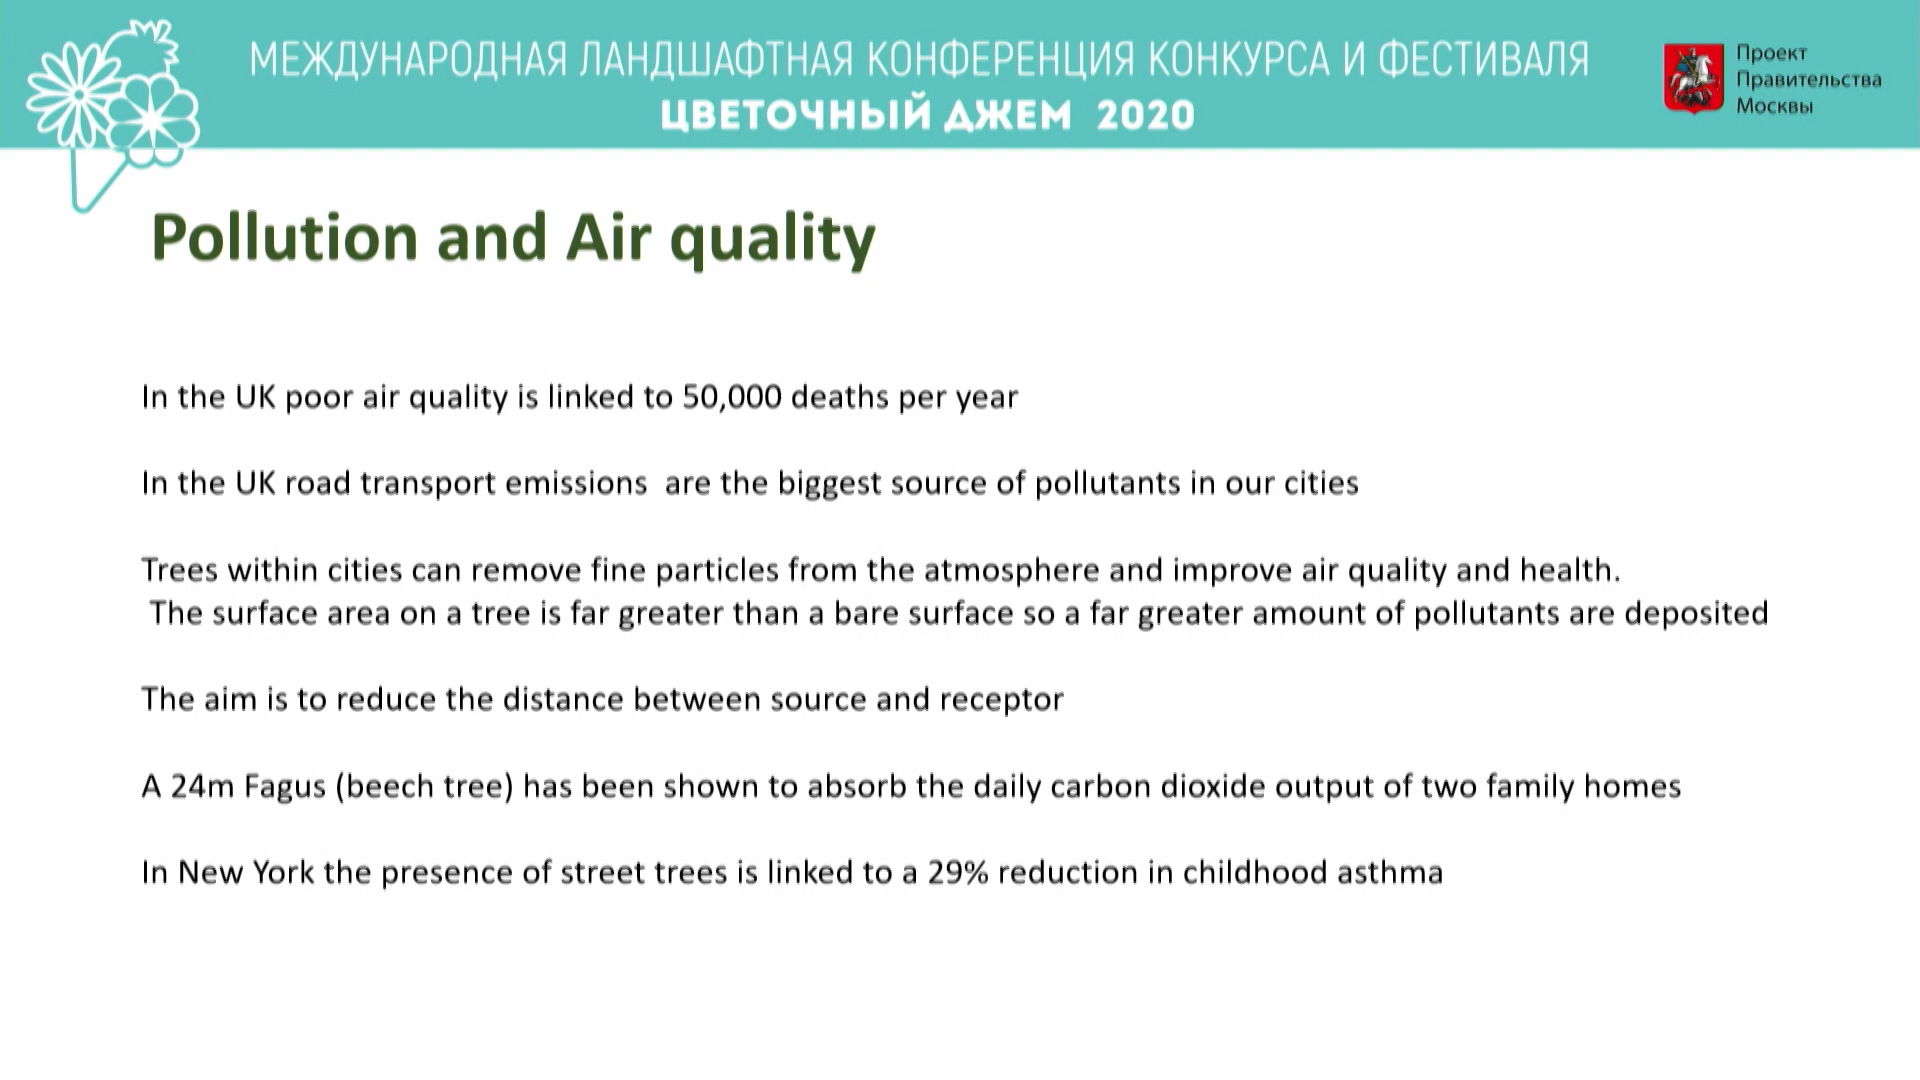 МЕЖДУНАРОДНАЯ ЛАНДШАФТНАЯ КОНФЕРЕНЦИЯ КОНКУРСА И ФЕСТИВАЛЯ
ЦВЕТОЧНЫЙ ДЖЕМ 2020
Проект
Правительства
Москвы
Pollution and Air quality
In the UK poor air quality is linked to 50,000 deaths per year
In the UK road transport emissions  are the biggest source of pollutants in our cities
Trees within cities can remove fine particles from the atmosphere and improve air quality and health.
The surface area on a tree is far greater than a bare surface so a far greater amount of pollutants are deposited
The aim is to reduce the distance between source and receptor
A 24m Fagus (beech tree) has been shown to absorb the daily carbon dioxide output of two family homes
In New York the presence of street trees is linked to a 29% reduction in childhood asthma